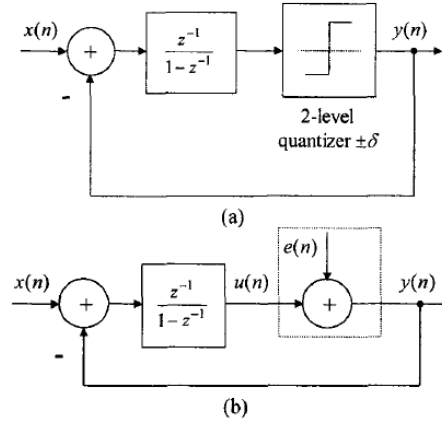 x(n)
+
-
z⁻¹
1 − z⁻¹
y(n)
2-level
quantizer ±δ
(a)
x(n)
+
-
z⁻¹
1 − z⁻¹
u(n)
e(n)
+
y(n)
(b)